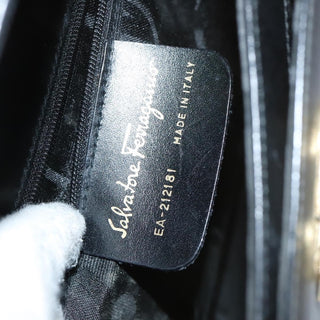 Salvatore Ferragamo
EA-212181
MADE IN ITALY